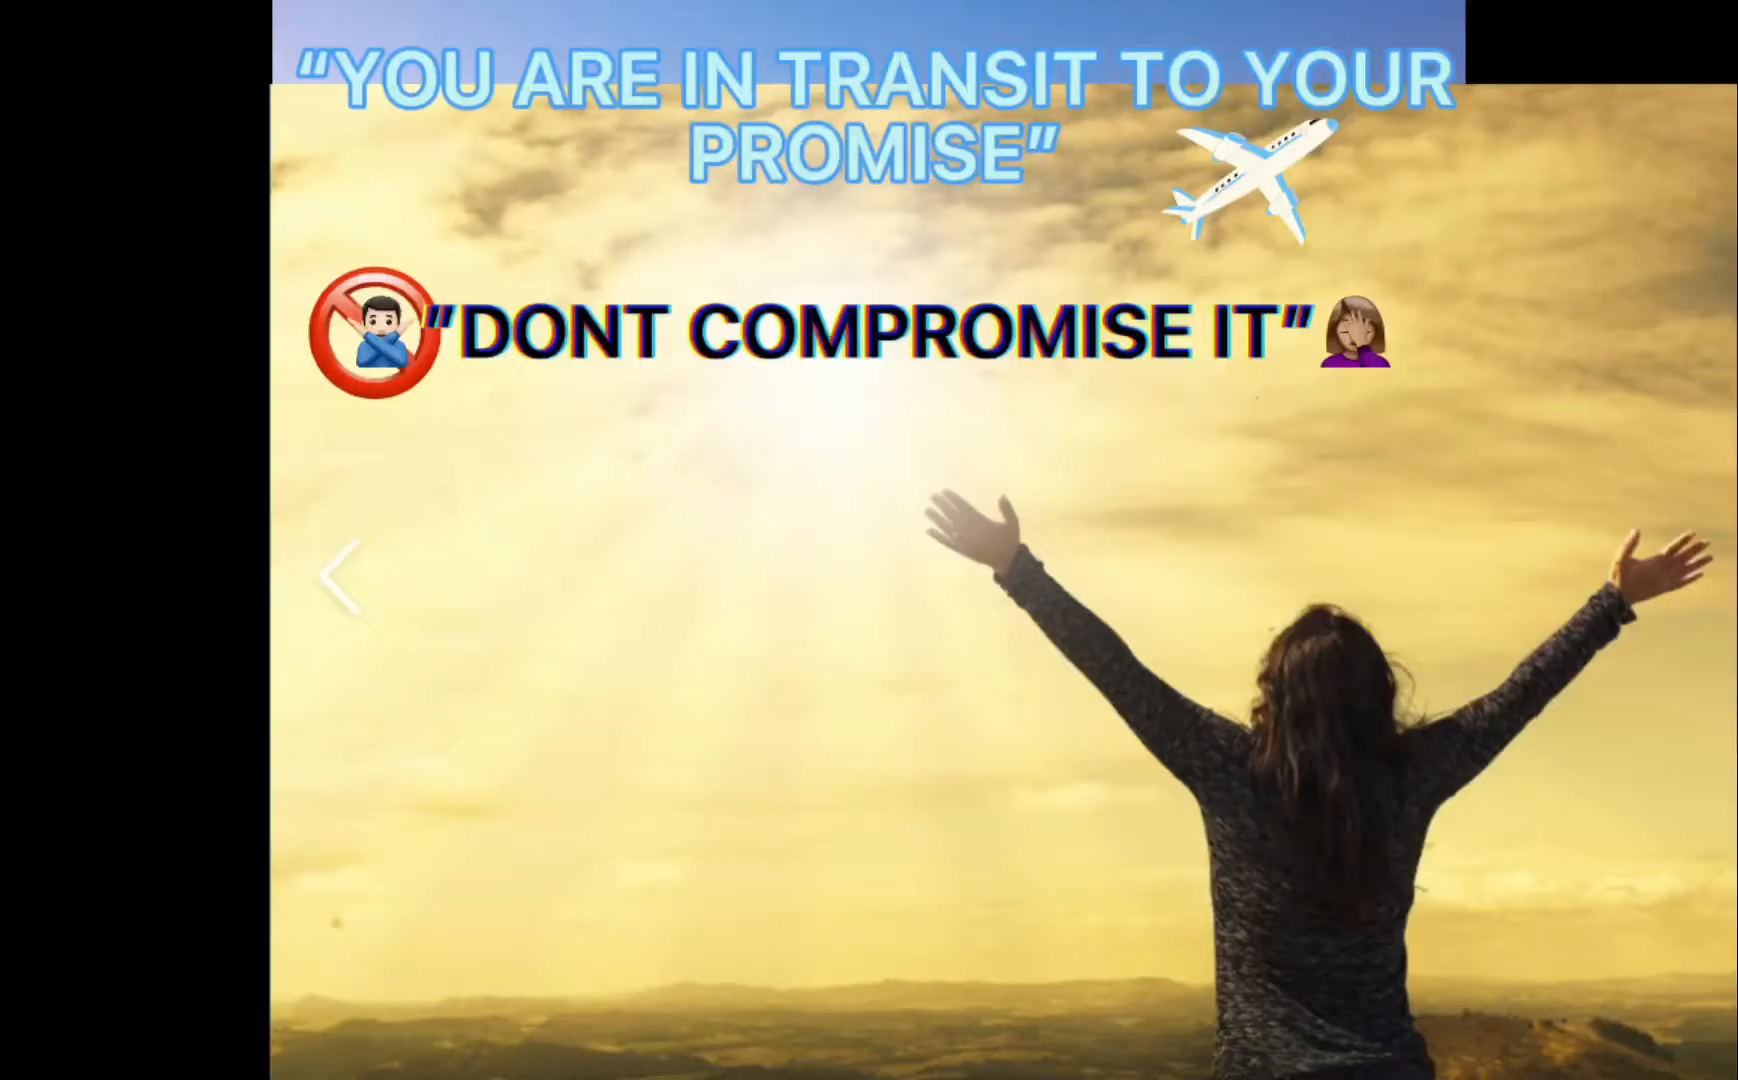 “YOU ARE IN TRANSIT TO YOUR
PROMISE”
"DONT COMPROMISE IT"